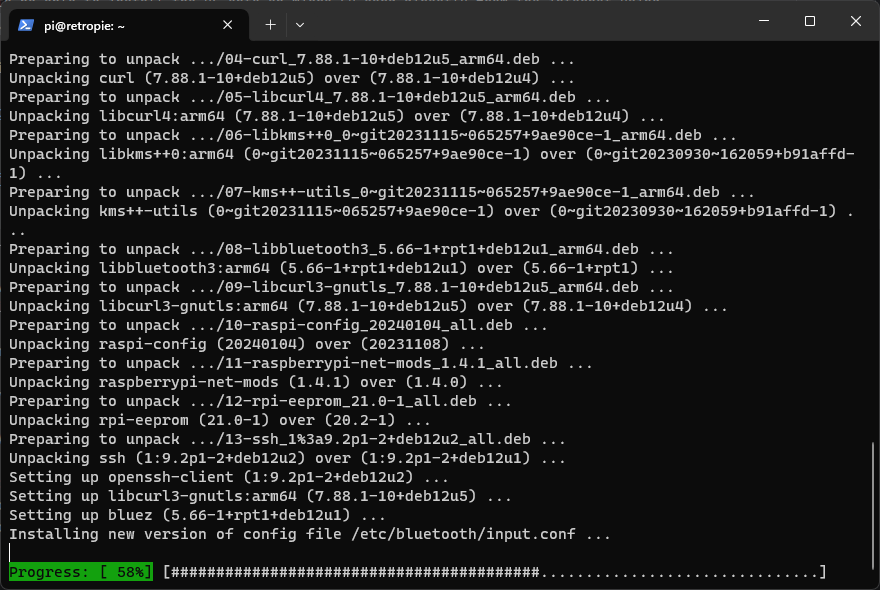 pi@retropie: ~
Preparing to unpack .../04-curl_7.88.1-10+deb12u5_arm64.deb ...
Unpacking curl (7.88.1-10+deb12u5) over (7.88.1-10+deb12u4) ...
Preparing to unpack .../05-libcurl4_7.88.1-10+deb12u5_arm64.deb ...
Unpacking libcurl4:arm64 (7.88.1-10+deb12u5) over (7.88.1-10+deb12u4) ...
Preparing to unpack .../06-libkms++0_0~git20231115~065257+9ae90ce-1_arm64.deb ...
Unpacking libkms++0:arm64 (0~git20231115~065257+9ae90ce-1) over (0~git20230930~162059+b91affd-
1) ...
Preparing to unpack .../07-kms++-utils_0~git20231115~065257+9ae90ce-1_arm64.deb ...
Unpacking kms++-utils (0~git20231115~065257+9ae90ce-1) over (0~git20230930~162059+b91affd-1) .
..
Preparing to unpack .../08-libbluetooth3_5.66-1+rpt1+deb12u1_arm64.deb ...
Unpacking libbluetooth3:arm64 (5.66-1+rpt1+deb12u1) over (5.66-1+rpt1) ...
Preparing to unpack .../09-libcurl3-gnutls_7.88.1-10+deb12u5_arm64.deb ...
Unpacking libcurl3-gnutls:arm64 (7.88.1-10+deb12u5) over (7.88.1-10+deb12u4) ...
Preparing to unpack .../10-raspi-config_20240104_all.deb ...
Unpacking raspi-config (20240104) over (20231108) ...
Preparing to unpack .../11-raspberrypi-net-mods_1.4.1_all.deb ...
Unpacking raspberrypi-net-mods (1.4.1) over (1.4.0) ...
Preparing to unpack .../12-rpi-eeprom_21.0-1_all.deb ...
Unpacking rpi-eeprom (21.0-1) over (20.2-1) ...
Preparing to unpack .../13-ssh_1%3a9.2p1-2+deb12u2_all.deb ...
Unpacking ssh (1:9.2p1-2+deb12u2) over (1:9.2p1-2+deb12u1) ...
Setting up openssh-client (1:9.2p1-2+deb12u2) ...
Setting up libcurl3-gnutls:arm64 (7.88.1-10+deb12u5) ...
Setting up bluez (5.66-1+rpt1+deb12u1) ...
Installing new version of config file /etc/bluetooth/input.conf ...
Progress: [ 58%] [#########################################...............................]